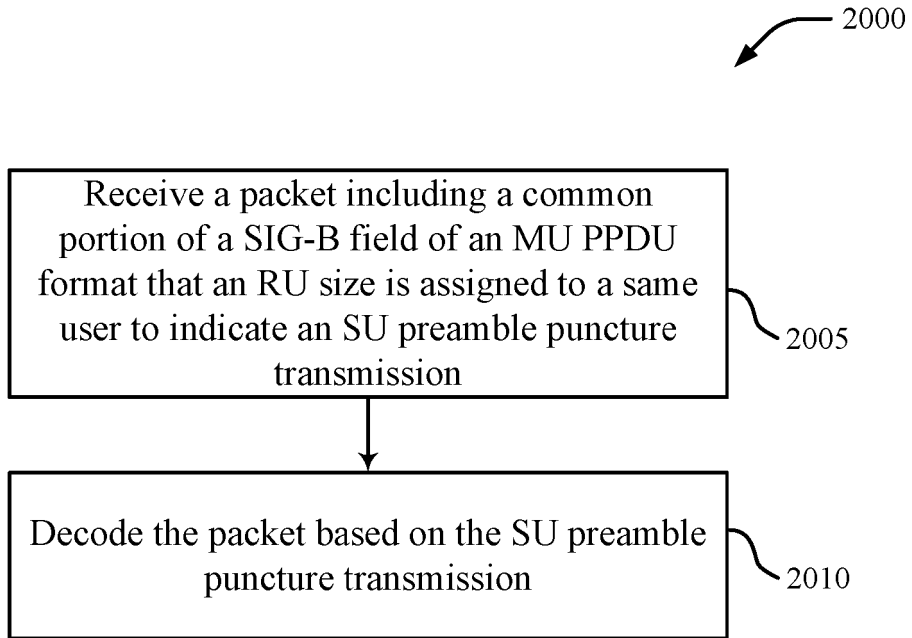 2000
Receive a packet including a common
portion of a SIG-B field of an MU PPDU
format that an RU size is assigned to a same
user to indicate an SU preamble puncture
transmission
2005
Decode the packet based on the SU preamble
puncture transmission
2010